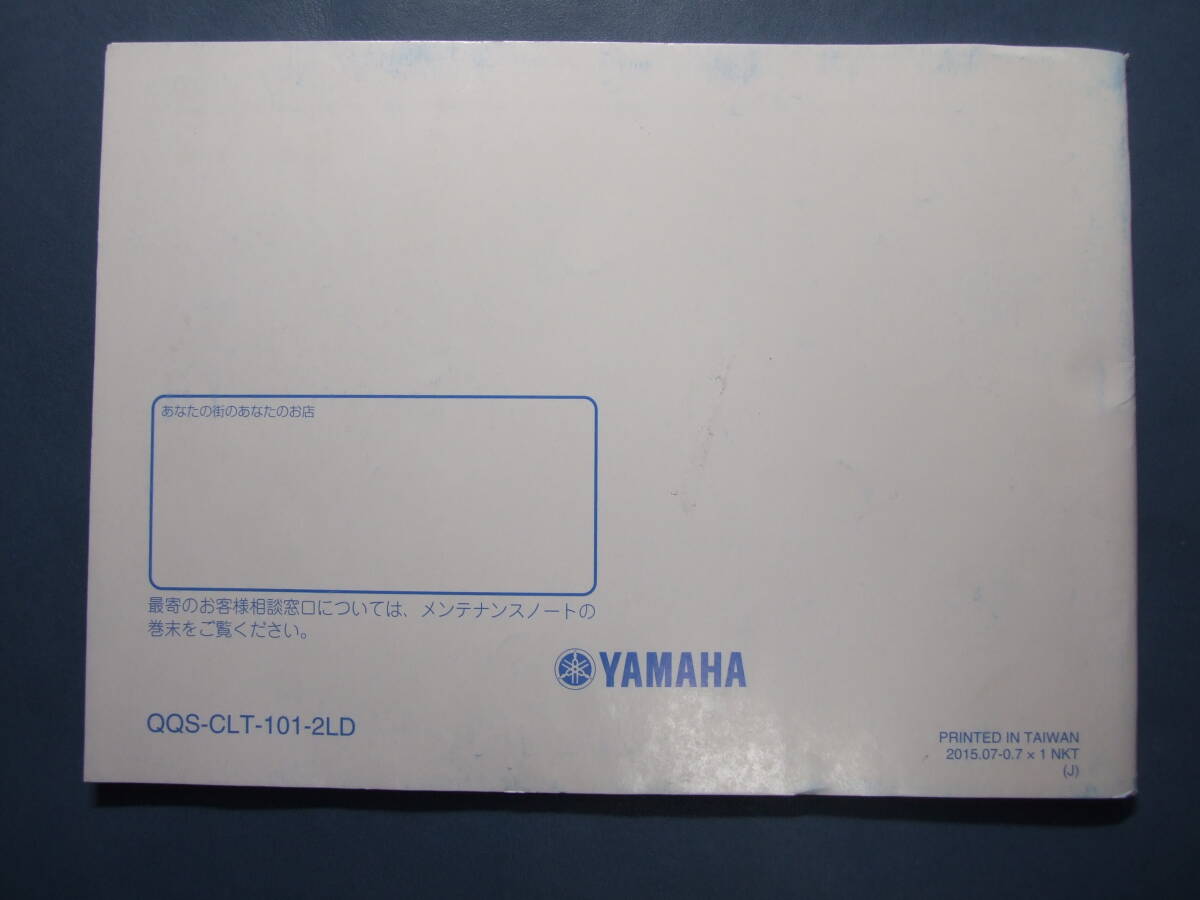 あなたの街のあなたのお店
最寄のお客様相談窓口については、メンテナンスノートの
巻末をご覧ください。
YAMAHA
QQS-CLT-101-2LD
PRINTED IN TAIWAN
2015.07-0.7 × 1 NKT
(J)